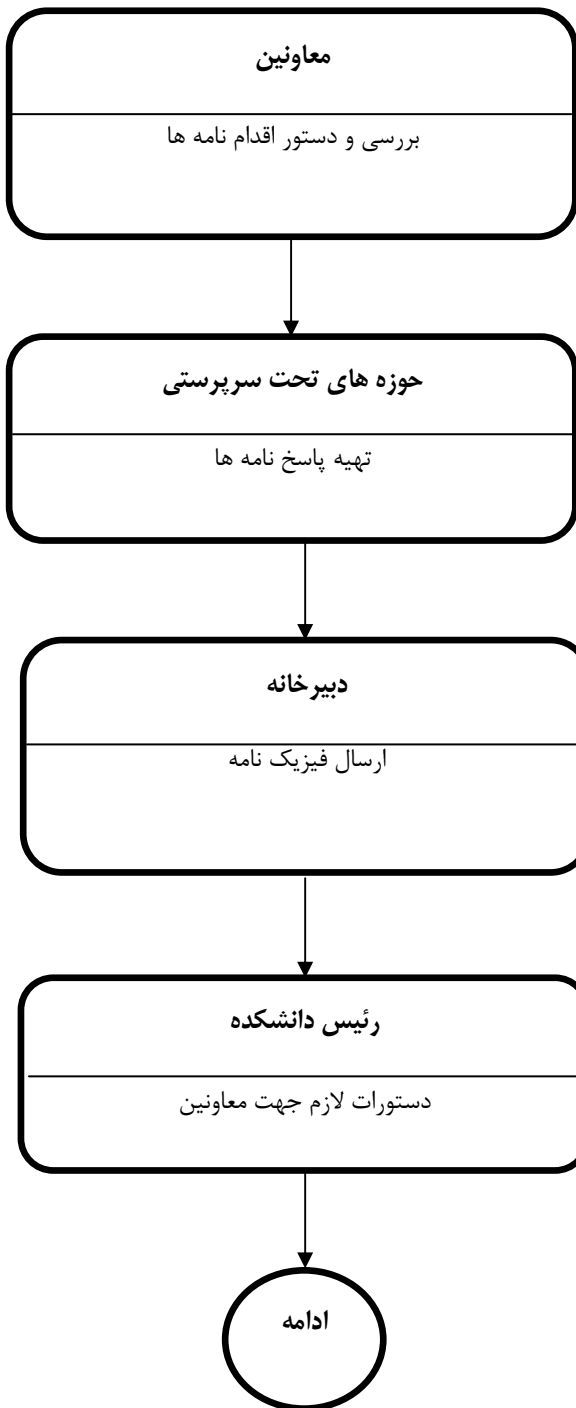 معاونین
بررسی و دستور اقدام نامه ها
حوزه های تحت سرپرستی
تهیه پاسخ نامه ها
دبیرخانه
ارسال فیزیک نامه
رئیس دانشکده
دستورات لازم جهت معاونین
ادامه